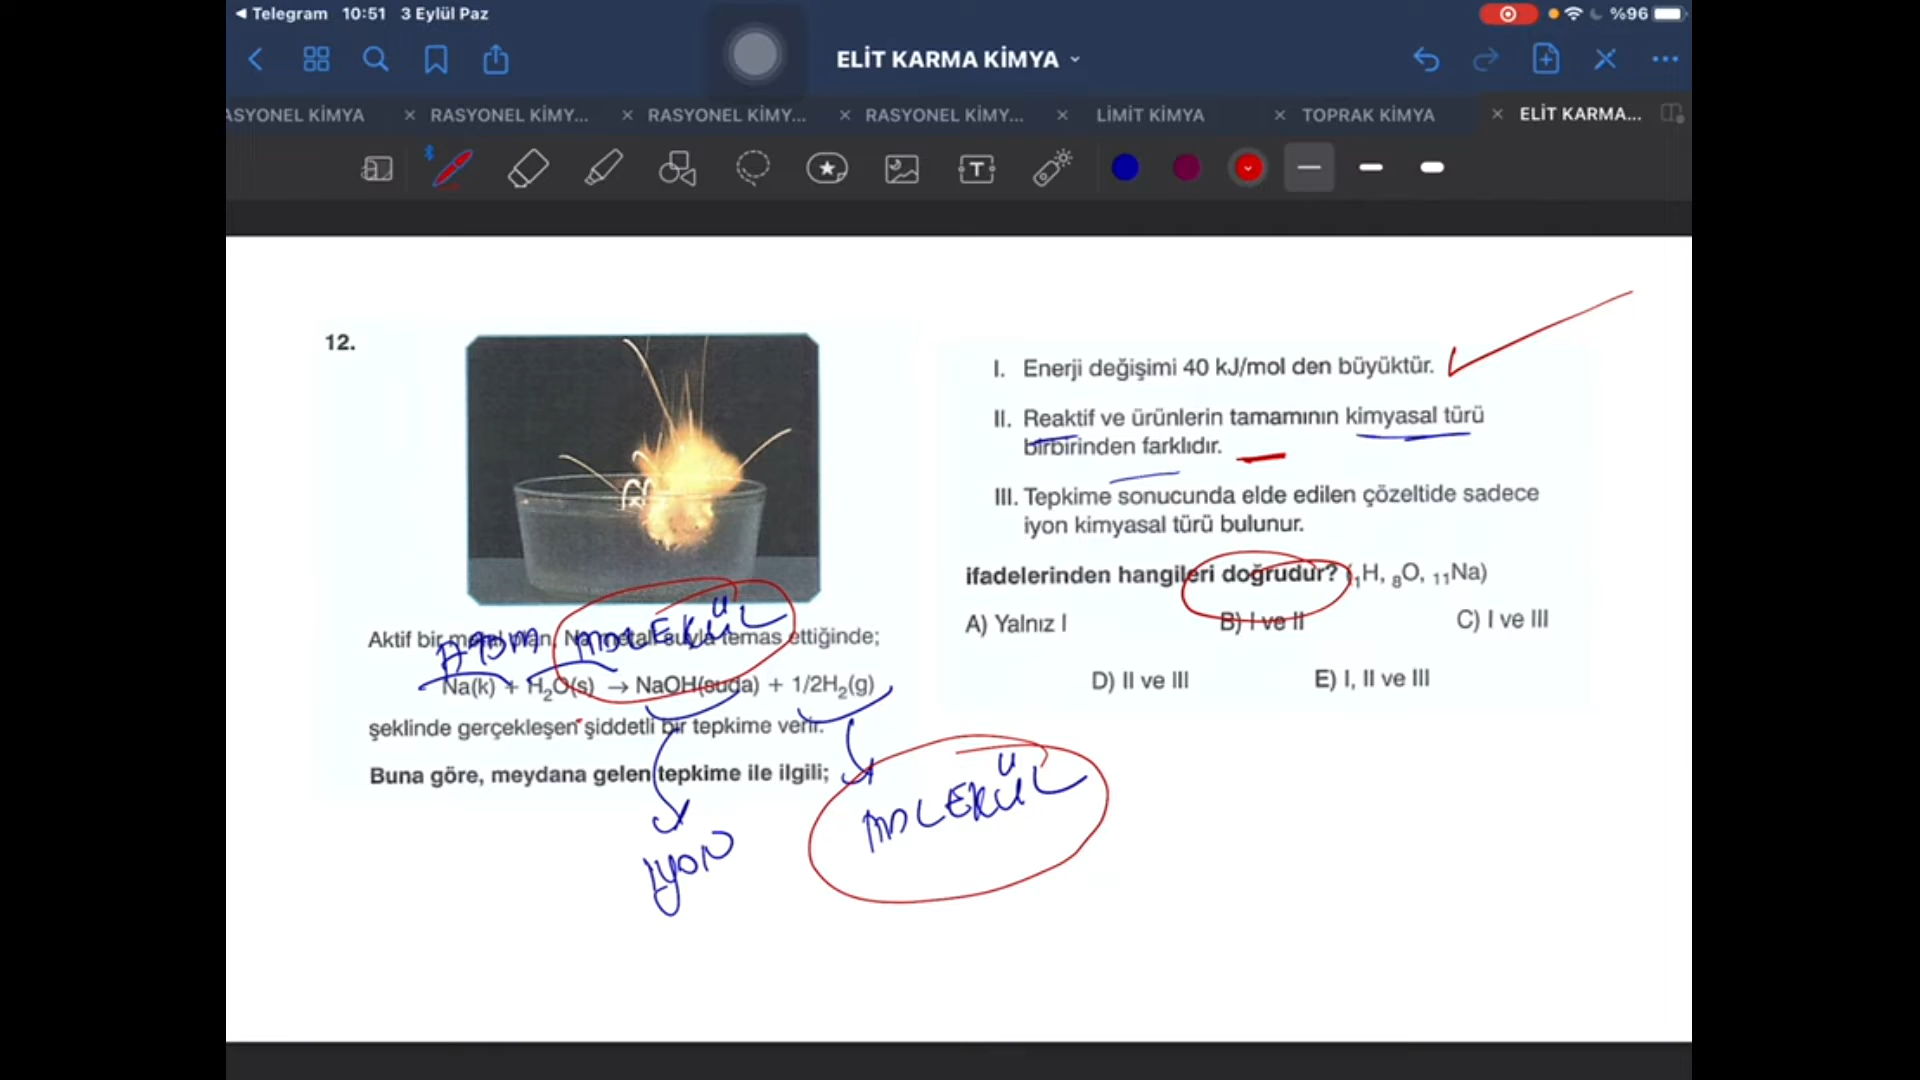 Telegram 10:51 3 Eylül Paz %96
ELİT KARMA KİMYA
ASYONEL KİMYA RASYONEL KİMY... RASYONEL KİMY... RASYONEL KİMY... LİMİT KİMYA TOPRAK KİMYA ELİT KARMA...
12.
Aktif bir metal olan, Na metali suyla temas ettiğinde;
ATOM MOLEKÜL
Na(k) + H₂O(s) → NaOH(suda) + 1/2H₂(g)
şeklinde gerçekleşen şiddetli bir tepkime verir.
Buna göre, meydana gelen tepkime ile ilgili;
İYON
MOLEKÜL
I. Enerji değişimi 40 kJ/mol den büyüktür.
II. Reaktif ve ürünlerin tamamının kimyasal türü
birbirinden farklıdır.
III. Tepkime sonucunda elde edilen çözeltide sadece
iyon kimyasal türü bulunur.
ifadelerinden hangileri doğrudur? (₁H, ₈O, ₁₁Na)
A) Yalnız I B) I ve II C) I ve III
D) II ve III E) I, II ve III